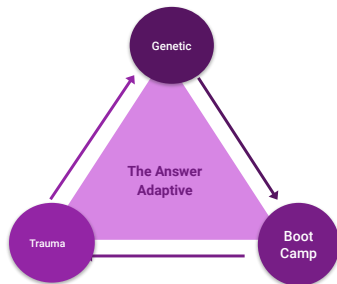 Genetic
The Answer
Adaptive
Trauma
Boot
Camp